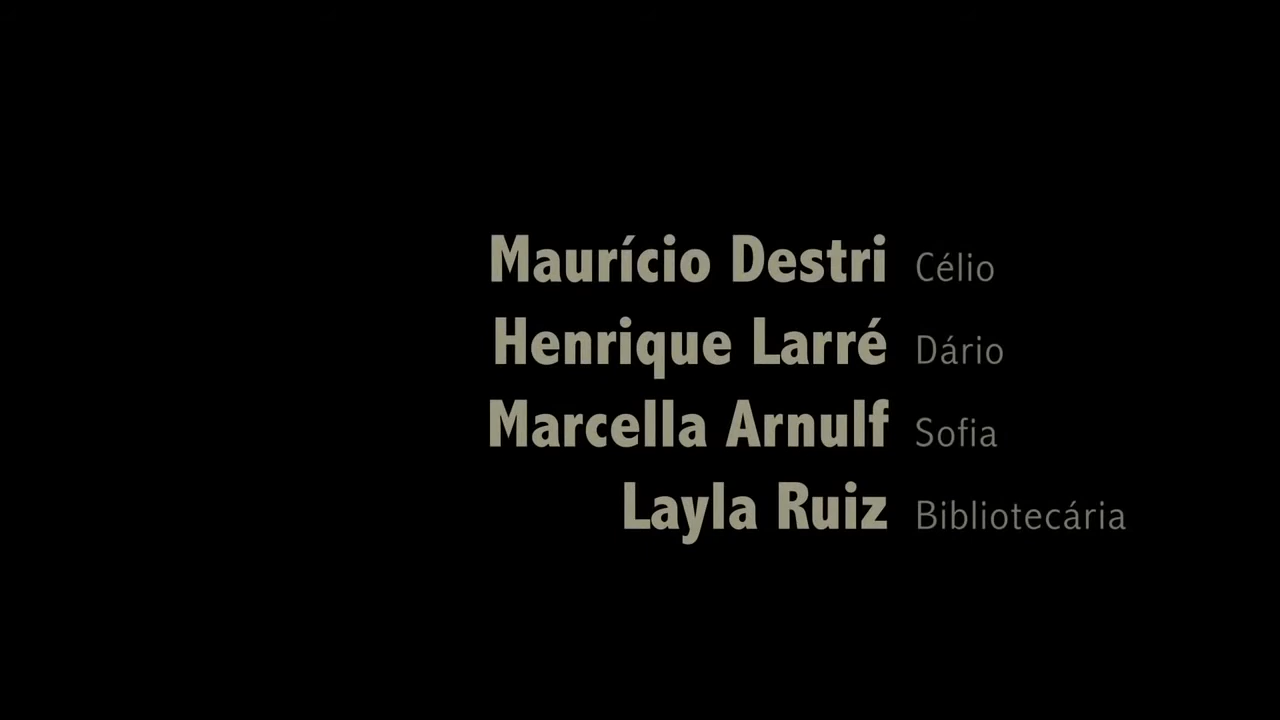 Maurício Destri Célio
Henrique Larré Dário
Marcella Arnulf Sofia
Layla Ruiz Bibliotecária